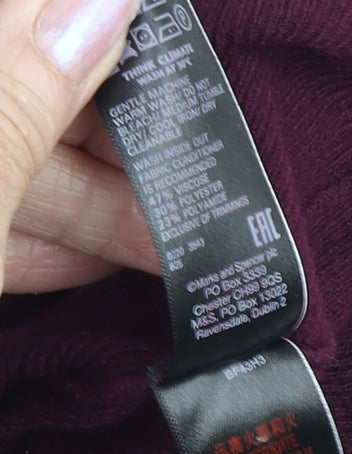 THINK CLIMATE
WASH AT 30°C
GENTLE MACHINE
WARM WASH/ DO NOT
BLEACH/ MEDIUM TUMBLE
DRY/ COOL IRON/ DRY
CLEANABLE
WASH INSIDE OUT
FABRIC CONDITIONER
IS RECOMMENDED
47% VISCOSE
30% POLYESTER
23% POLYAMIDE
EXCLUSIVE OF TRIMMINGS
EAC
©Marks and Spencer plc
PO Box 3339
Chester CH99 9QS
M&S, PO Box 13022
Ravensdale, Dublin 2
BF43H3